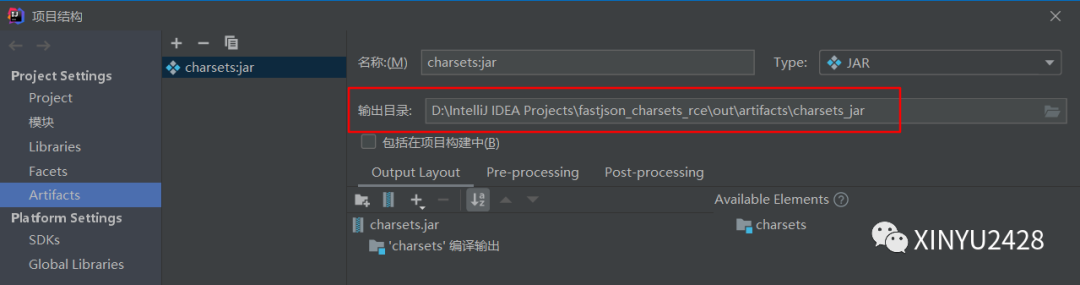 项目结构
Project Settings
Project
模块
Libraries
Facets
Artifacts
Platform Settings
SDKs
Global Libraries
charsets:jar
名称:(M) charsets:jar Type: JAR
输出目录: D:\IntelliJ IDEA Projects\fastjson_charsets_rce\out\artifacts\charsets_jar
包括在项目构建中(B)
Output Layout Pre-processing Post-processing
Available Elements ?
charsets.jar
'charsets' 编译输出
charsets
XINYU2428